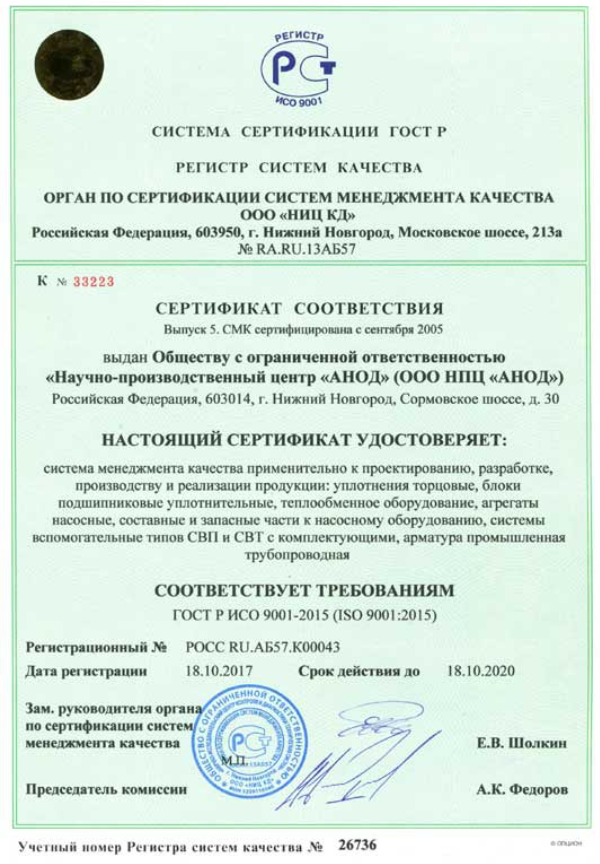 РЕГИСТР
РСТ
ИСО 9001
СИСТЕМА СЕРТИФИКАЦИИ ГОСТ Р
РЕГИСТР СИСТЕМ КАЧЕСТВА
ОРГАН ПО СЕРТИФИКАЦИИ СИСТЕМ МЕНЕДЖМЕНТА КАЧЕСТВА
ООО «НИЦ КД»
Российская Федерация, 603950, г. Нижний Новгород, Московское шоссе, 213а
№ RA.RU.13АБ57
К № 33223
СЕРТИФИКАТ СООТВЕТСТВИЯ
Выпуск 5. СМК сертифицирована с сентября 2005
выдан Обществу с ограниченной ответственностью
«Научно-производственный центр «АНОД» (ООО НПЦ «АНОД»)
Российская Федерация, 603014, г. Нижний Новгород, Сормовское шоссе, д. 30
НАСТОЯЩИЙ СЕРТИФИКАТ УДОСТОВЕРЯЕТ:
система менеджмента качества применительно к проектированию, разработке,
производству и реализации продукции: уплотнения торцовые, блоки
подшипниковые уплотнительные, теплообменное оборудование, агрегаты
насосные, составные и запасные части к насосному оборудованию, системы
вспомогательные типов СВП и СВТ с комплектующими, арматура промышленная
трубопроводная
СООТВЕТСТВУЕТ ТРЕБОВАНИЯМ
ГОСТ Р ИСО 9001-2015 (ISO 9001:2015)
Регистрационный № РОСС RU.АБ57.К00043
Дата регистрации 18.10.2017 Срок действия до 18.10.2020
Зам. руководителя органа
по сертификации систем
менеджмента качества Е.В. Шолкин
М.П.
Председатель комиссии А.К. Федоров
Учетный номер Регистра систем качества № 26736
© ОПЦИОН